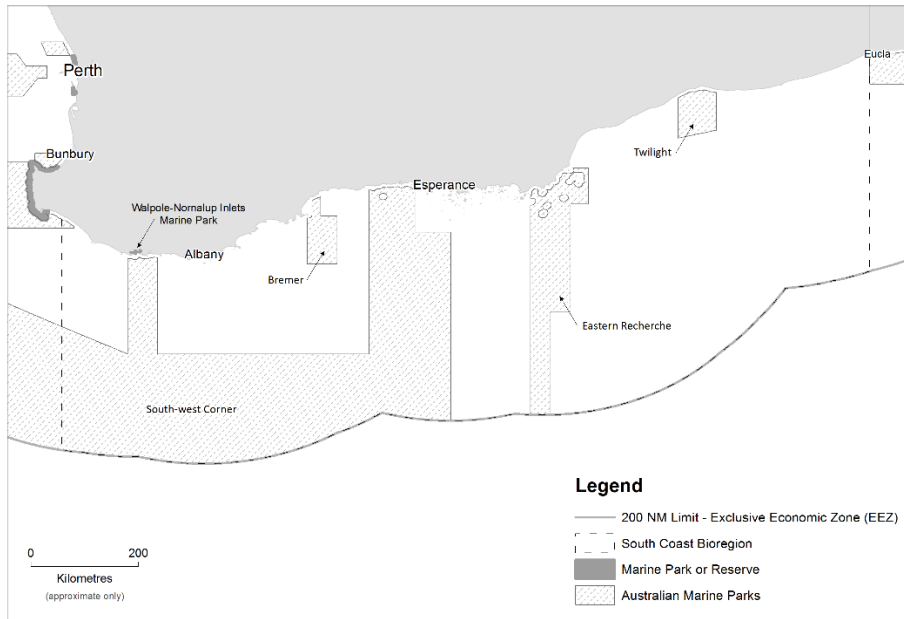 Eucla
Perth
Twilight
Bunbury
Esperance
Walpole-Nornalup Inlets
Marine Park
Albany
Bremer
Eastern Recherche
South-west Corner
Legend
200 NM Limit - Exclusive Economic Zone (EEZ)
South Coast Bioregion
Marine Park or Reserve
Australian Marine Parks
0 200
Kilometres
(approximate only)